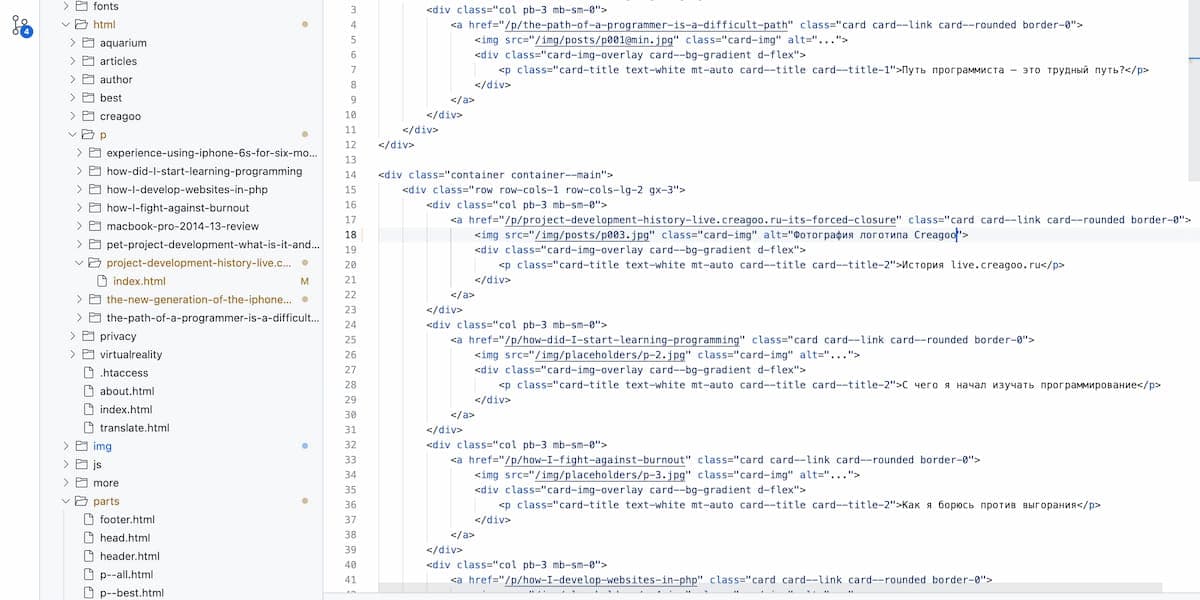 fonts
html
aquarium
articles
author
best
creagoo
p
experience-using-iphone-6s-for-six-mo...
how-did-I-start-learning-programming
how-I-develop-websites-in-php
how-I-fight-against-burnout
macbook-pro-2014-13-review
pet-project-development-what-is-it-and...
project-development-history-live.c...
index.html M
the-new-generation-of-the-iphone...
the-path-of-a-programmer-is-a-difficult...
privacy
virtualreality
.htaccess
about.html
index.html
translate.html
img
js
more
parts
footer.html
head.html
header.html
p--all.html
p--best.html
4
3 <div class="col pb-3 mb-sm-0">
4 <a href="/p/the-path-of-a-programmer-is-a-difficult-path" class="card card--link card--rounded border-0">
5 <img src="/img/posts/p001@min.jpg" class="card-img" alt="...">
6 <div class="card-img-overlay card--bg-gradient d-flex">
7 <p class="card-title text-white mt-auto card--title card--title-1">Путь программиста — это трудный путь?</p>
8 </div>
9 </a>
10 </div>
11 </div>
12 </div>
13
14 <div class="container container--main">
15 <div class="row row-cols-1 row-cols-lg-2 gx-3">
16 <div class="col pb-3 mb-sm-0">
17 <a href="/p/project-development-history-live.creagoo.ru-its-forced-closure" class="card card--link card--rounded border-0">
18 <img src="/img/posts/p003.jpg" class="card-img" alt="Фотография логотипа Creagoo">
19 <div class="card-img-overlay card--bg-gradient d-flex">
20 <p class="card-title text-white mt-auto card--title card--title-2">История live.creagoo.ru</p>
21 </div>
22 </a>
23 </div>
24 <div class="col pb-3 mb-sm-0">
25 <a href="/p/how-did-I-start-learning-programming" class="card card--link card--rounded border-0">
26 <img src="/img/placeholders/p-2.jpg" class="card-img" alt="...">
27 <div class="card-img-overlay card--bg-gradient d-flex">
28 <p class="card-title text-white mt-auto card--title card--title-2">С чего я начал изучать программирование</p>
29 </div>
30 </a>
31 </div>
32 <div class="col pb-3 mb-sm-0">
33 <a href="/p/how-I-fight-against-burnout" class="card card--link card--rounded border-0">
34 <img src="/img/placeholders/p-3.jpg" class="card-img" alt="...">
35 <div class="card-img-overlay card--bg-gradient d-flex">
36 <p class="card-title text-white mt-auto card--title card--title-2">Как я борюсь против выгорания</p>
37 </div>
38 </a>
39 </div>
40 <div class="col pb-3 mb-sm-0">
41 <a href="/p/how-I-develop-websites-in-php" class="card card--link card--rounded border-0">